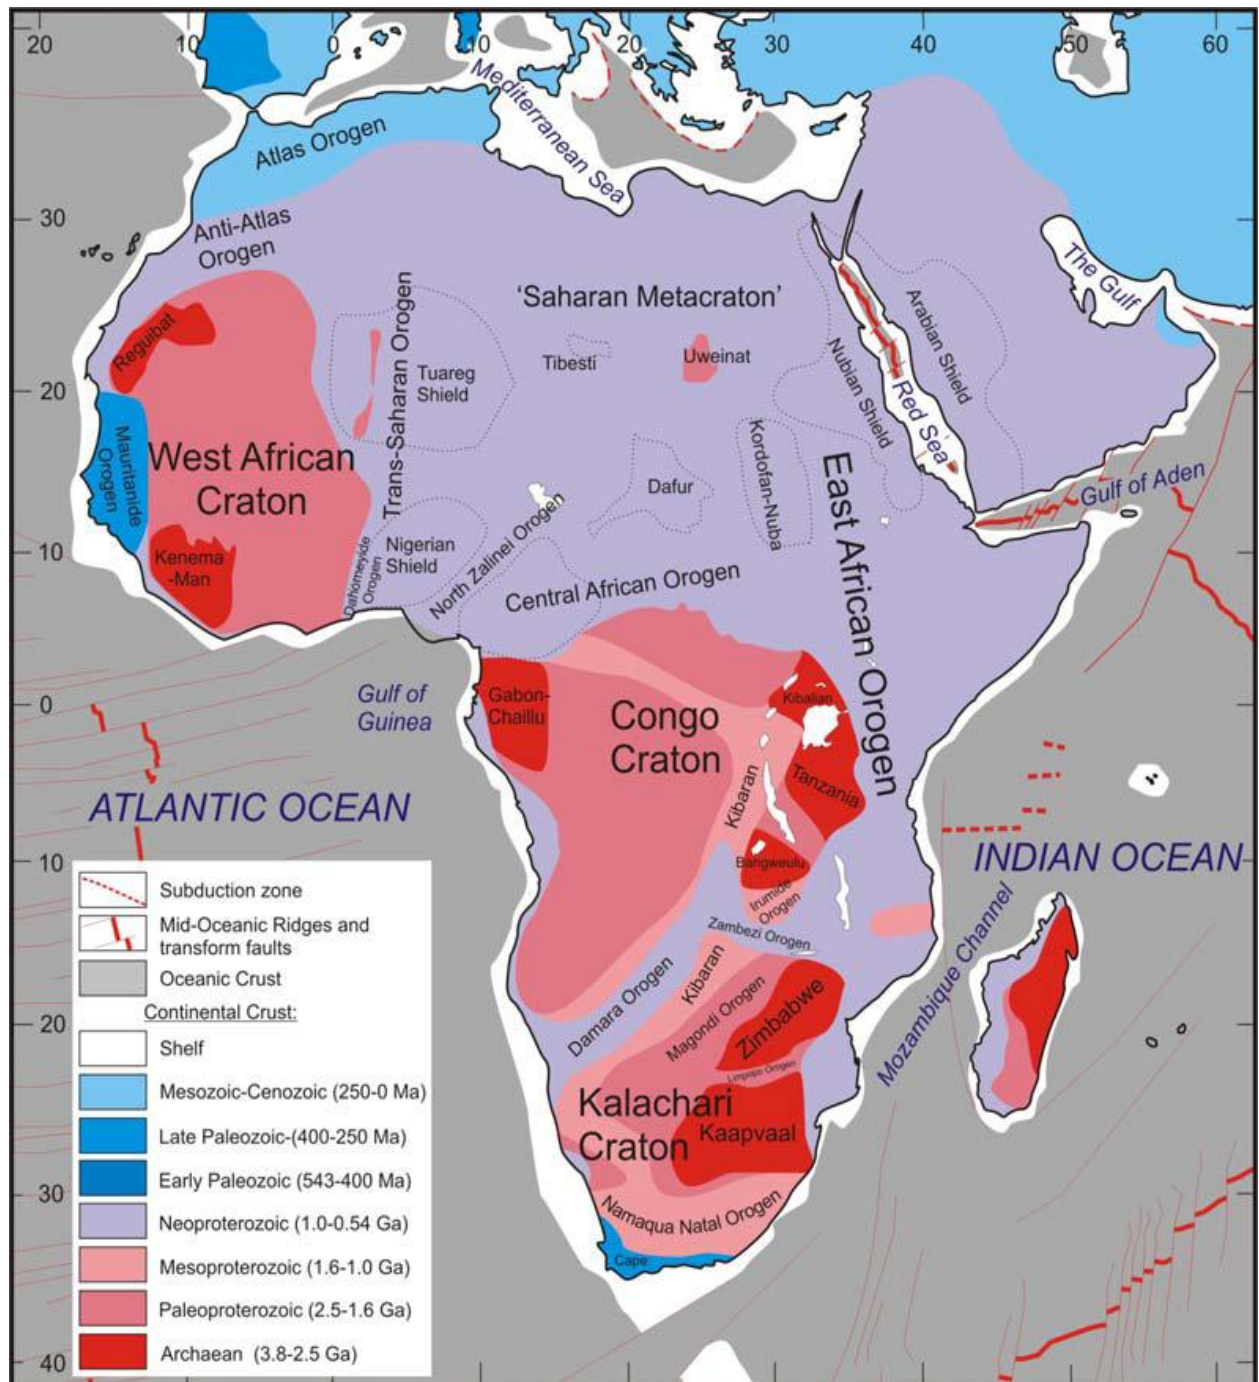 20
10
0
10
20
30
40
50
60
Mediterranean Sea
Atlas Orogen
30
Anti-Atlas
Orogen
The Gulf
'Saharan Metacraton'
Trans-Saharan Orogen
Arabian Shield
Reguibat
Tibesti
Uweinat
Nubian Shield
20
Tuareg
Shield
Red Sea
Mauritanide
Orogen
West African
Craton
Kordofan-Nuba
East African Orogen
Dafur
Gulf of Aden
10
Kenema
-Man
Dahomeyide
Orogen
Nigerian
Shield
North Zalinei Orogen
Central African Orogen
0
Gulf of
Guinea
Gabon-
Chaillu
Congo
Craton
Kibalian
Kibaran
Tanzania
ATLANTIC OCEAN
INDIAN OCEAN
10
Bangweulu
Irumide
Orogen
Zambezi Orogen
Mozambique Channel
Damara Orogen
Kibaran
Magondi Orogen
Zimbabwe
Limpopo Orogen
20
Kalachari
Craton
Kaapvaal
30
Namaqua Natal Orogen
Cape
40
Subduction zone
Mid-Oceanic Ridges and
transform faults
Oceanic Crust
Continental Crust:
Shelf
Mesozoic-Cenozoic (250-0 Ma)
Late Paleozoic-(400-250 Ma)
Early Paleozoic (543-400 Ma)
Neoproterozoic (1.0-0.54 Ga)
Mesoproterozoic (1.6-1.0 Ga)
Paleoproterozoic (2.5-1.6 Ga)
Archaean (3.8-2.5 Ga)